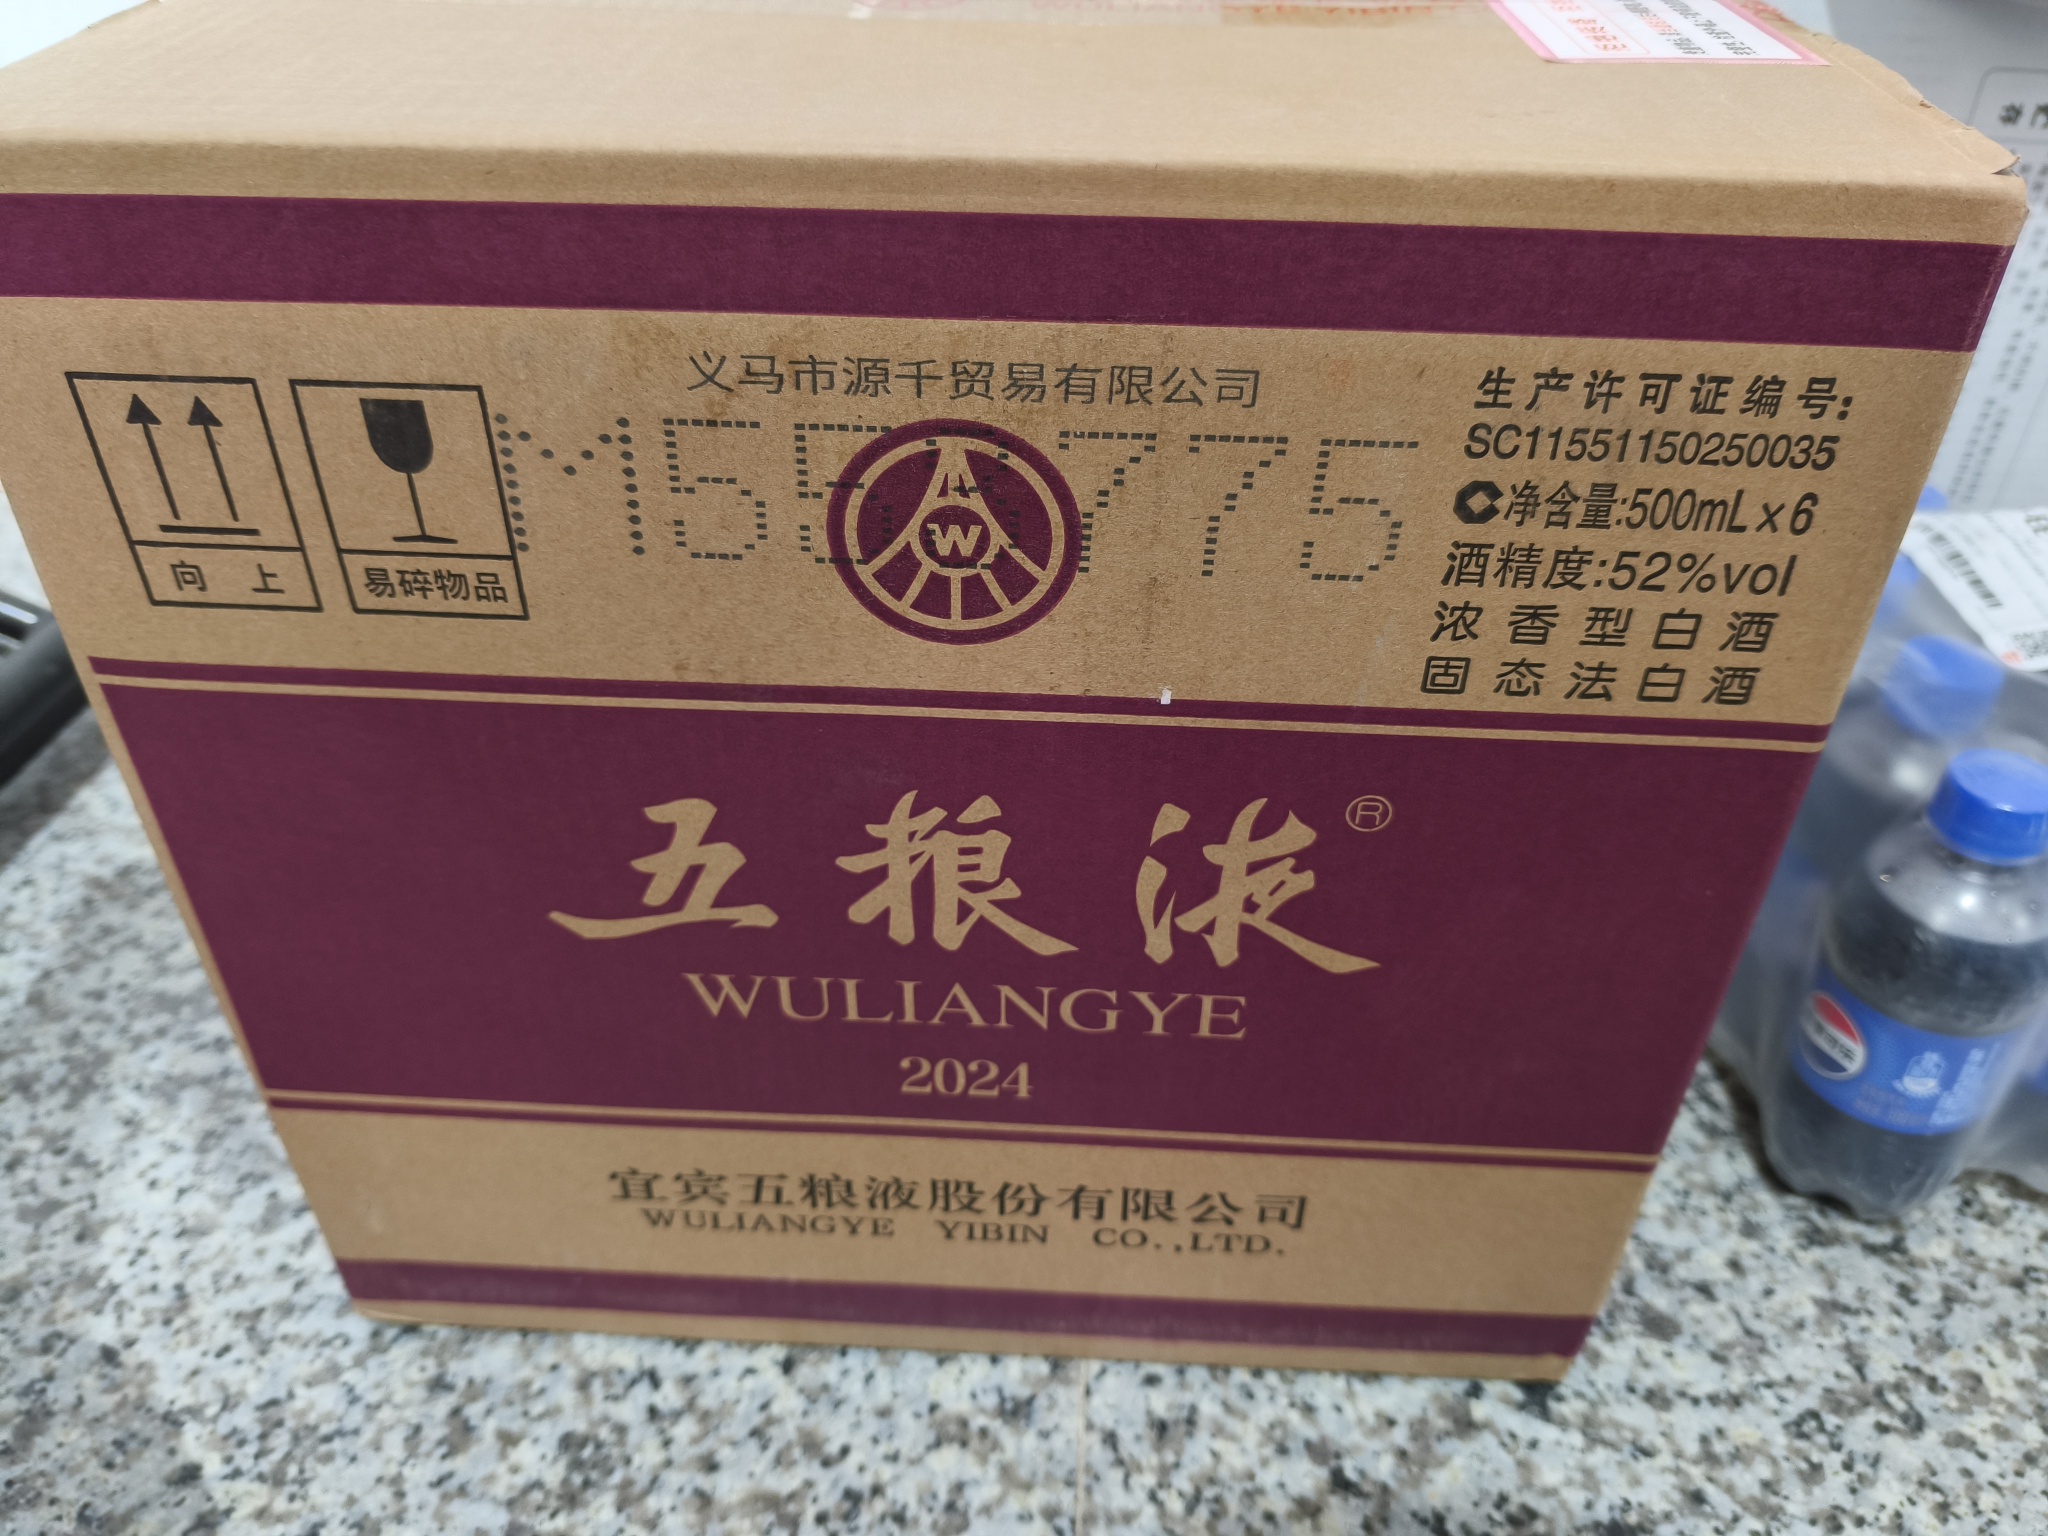 义马市源千贸易有限公司
向 上
易碎物品
W
生产许可证编号:
SC11551150250035
净含量:500mL x 6
酒精度:52%vol
浓香型白酒
固态法白酒
五粮液®
WULIANGYE
2024
宜宾五粮液股份有限公司
WULIANGYE YIBIN CO.,LTD.